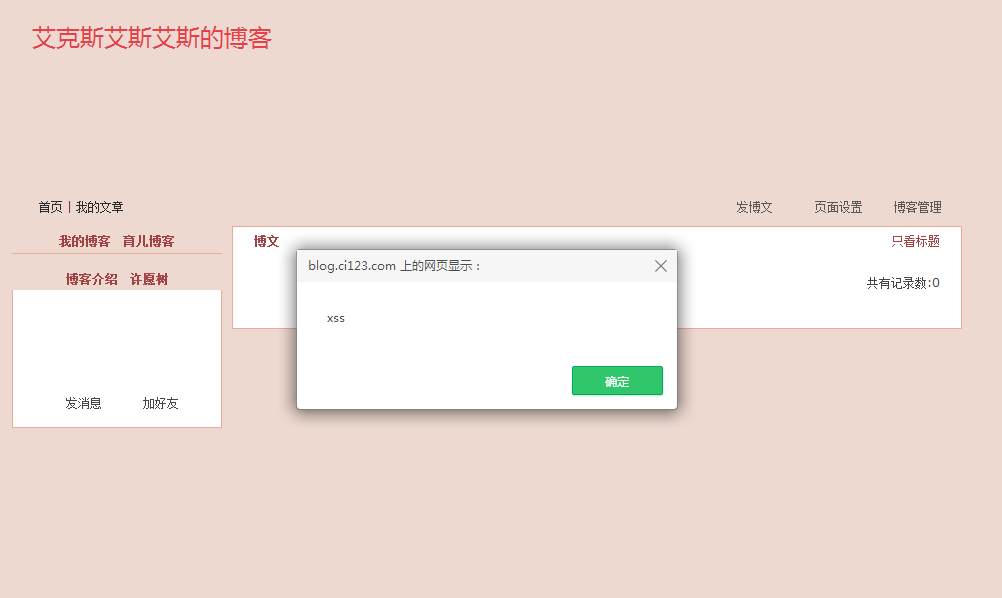 艾克斯艾斯艾斯的博客
首页 | 我的文章
发博文 页面设置 博客管理
我的博客 育儿博客
博文
只看标题
博客介绍 许愿树
共有记录数:0
发消息 加好友
blog.ci123.com 上的网页显示：
xss
确定